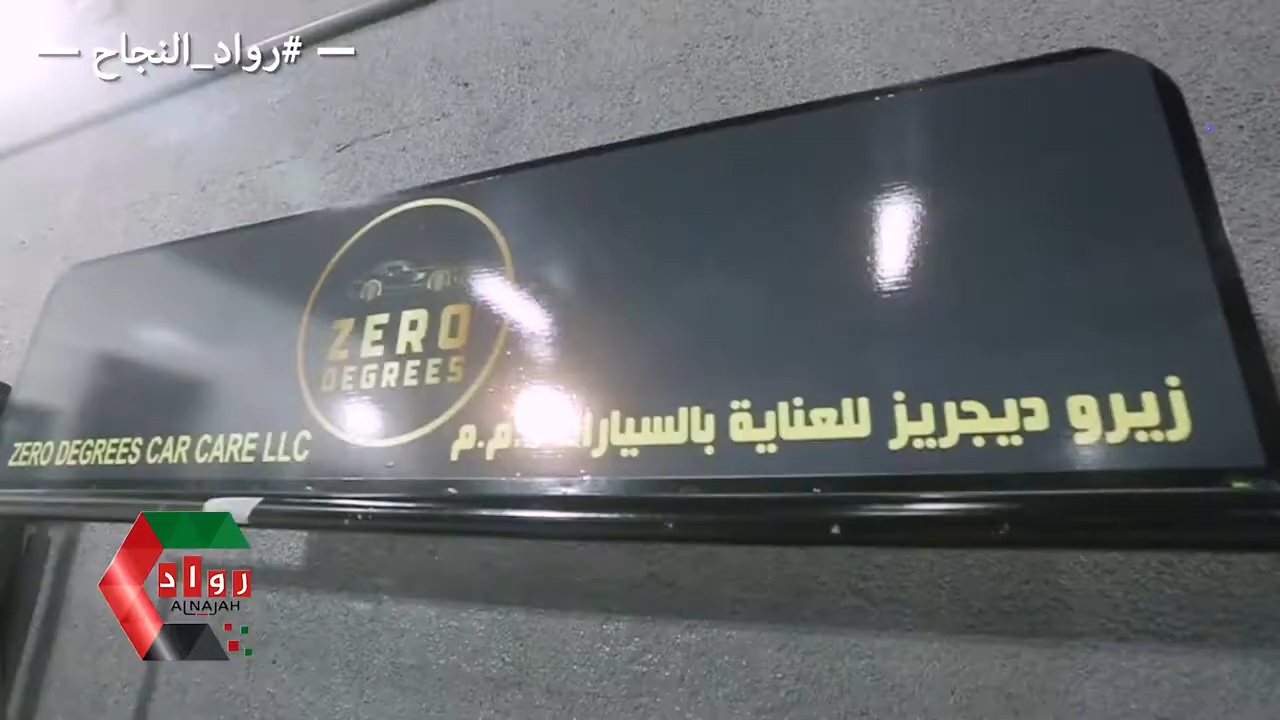 #رواد_النجاح
ZERO
DEGREES
ZERO DEGREES CAR CARE LLC
زيرو ديجريز للعناية بالسيارات م.م
رواد
ALNAJAH